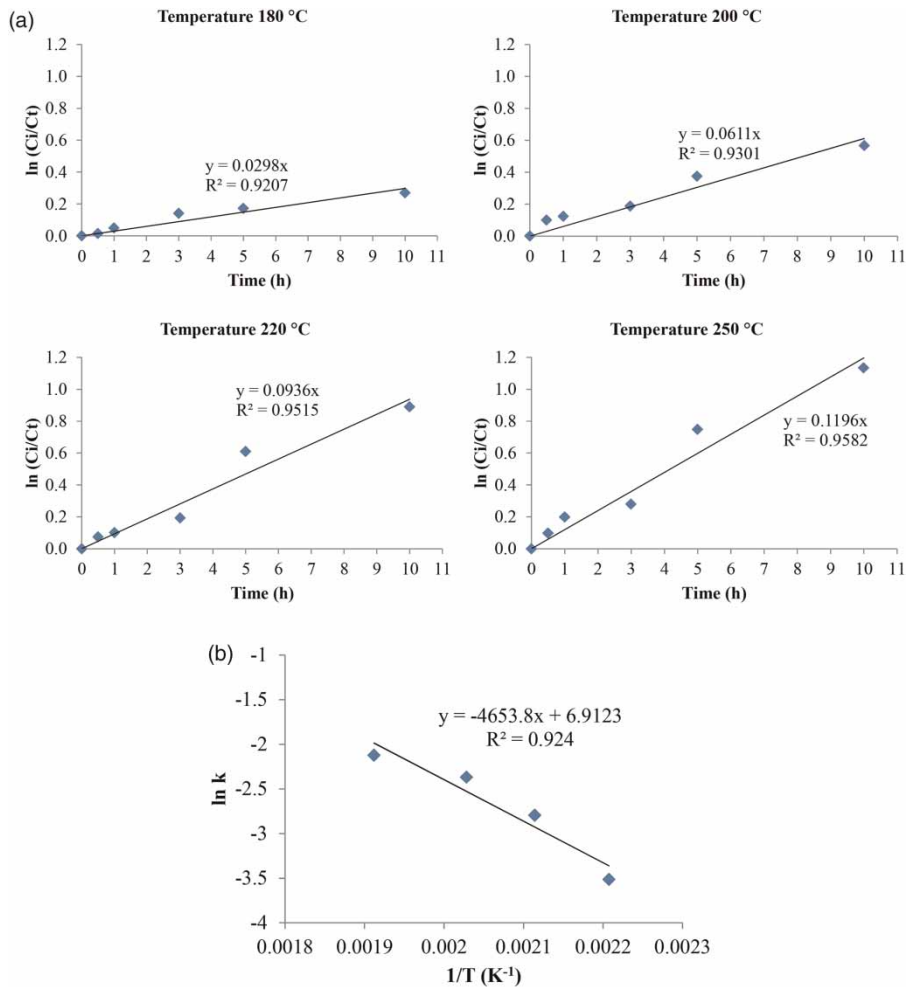 (a)
Temperature 180 °C
1.2
1.0
0.8
0.6
0.4
0.2
0.0
ln (Ci/Ct)
y = 0.0298x
R² = 0.9207
0 1 2 3 4 5 6 7 8 9 10 11
Time (h)
Temperature 200 °C
1.2
1.0
0.8
0.6
0.4
0.2
0.0
ln (Ci/Ct)
y = 0.0611x
R² = 0.9301
0 1 2 3 4 5 6 7 8 9 10 11
Time (h)
Temperature 220 °C
1.2
1.0
0.8
0.6
0.4
0.2
0.0
ln (Ci/Ct)
y = 0.0936x
R² = 0.9515
0 1 2 3 4 5 6 7 8 9 10 11
Time (h)
Temperature 250 °C
1.2
1.0
0.8
0.6
0.4
0.2
0.0
ln (Ci/Ct)
y = 0.1196x
R² = 0.9582
0 1 2 3 4 5 6 7 8 9 10 11
Time (h)
(b)
-1
-1.5
-2
-2.5
-3
-3.5
-4
ln k
y = -4653.8x + 6.9123
R² = 0.924
0.0018 0.0019 0.002 0.0021 0.0022 0.0023
1/T (K⁻¹)